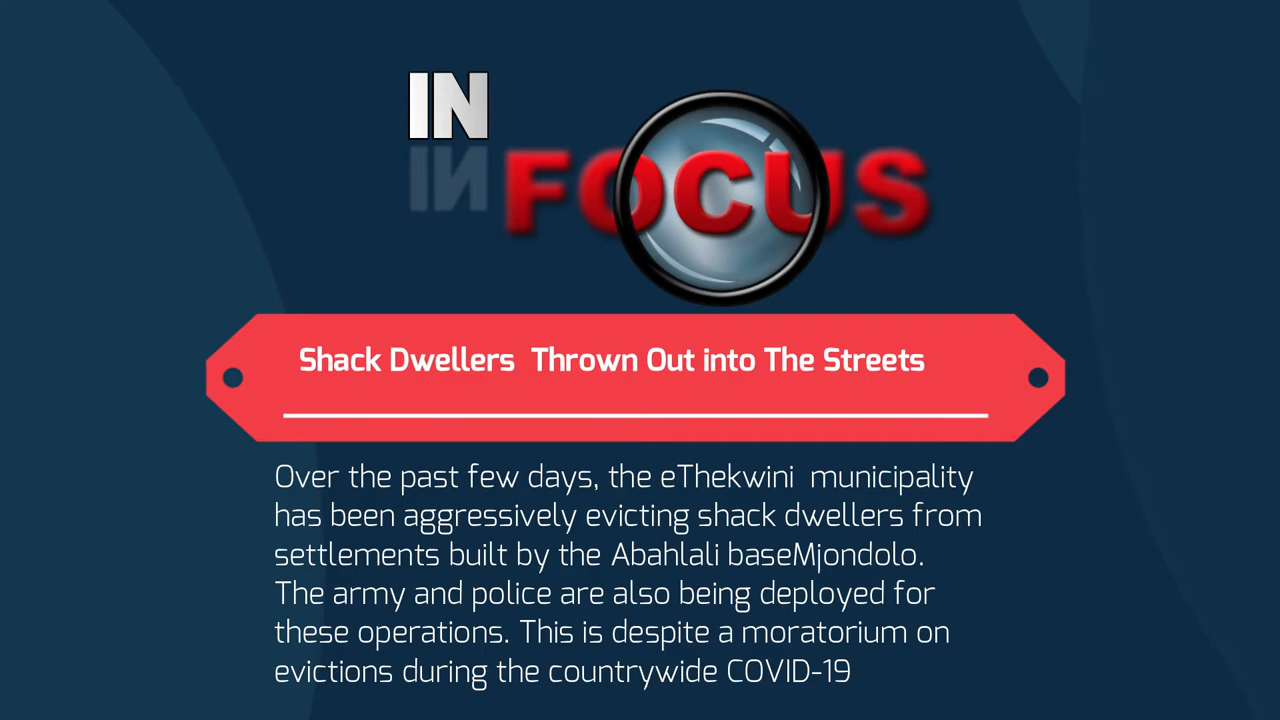 IN
FOCUS
Shack Dwellers  Thrown Out into The Streets
Over the past few days, the eThekwini  municipality
has been aggressively evicting shack dwellers from
settlements built by the Abahlali baseMjondolo.
The army and police are also being deployed for
these operations. This is despite a moratorium on
evictions during the countrywide COVID-19